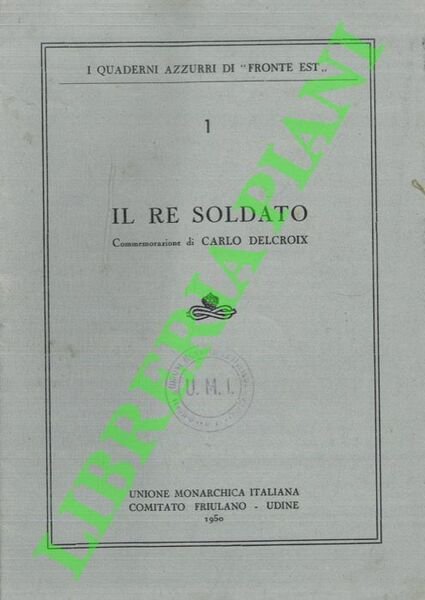 I QUADERNI AZZURRI DI "FRONTE EST„
1
IL RE SOLDATO
Commemorazione di CARLO DELCROIX
U. M. I.
UNIONE MONARCHICA ITALIANA
COMITATO FRIULANO - UDINE
1950
LIBRERIA PIANI